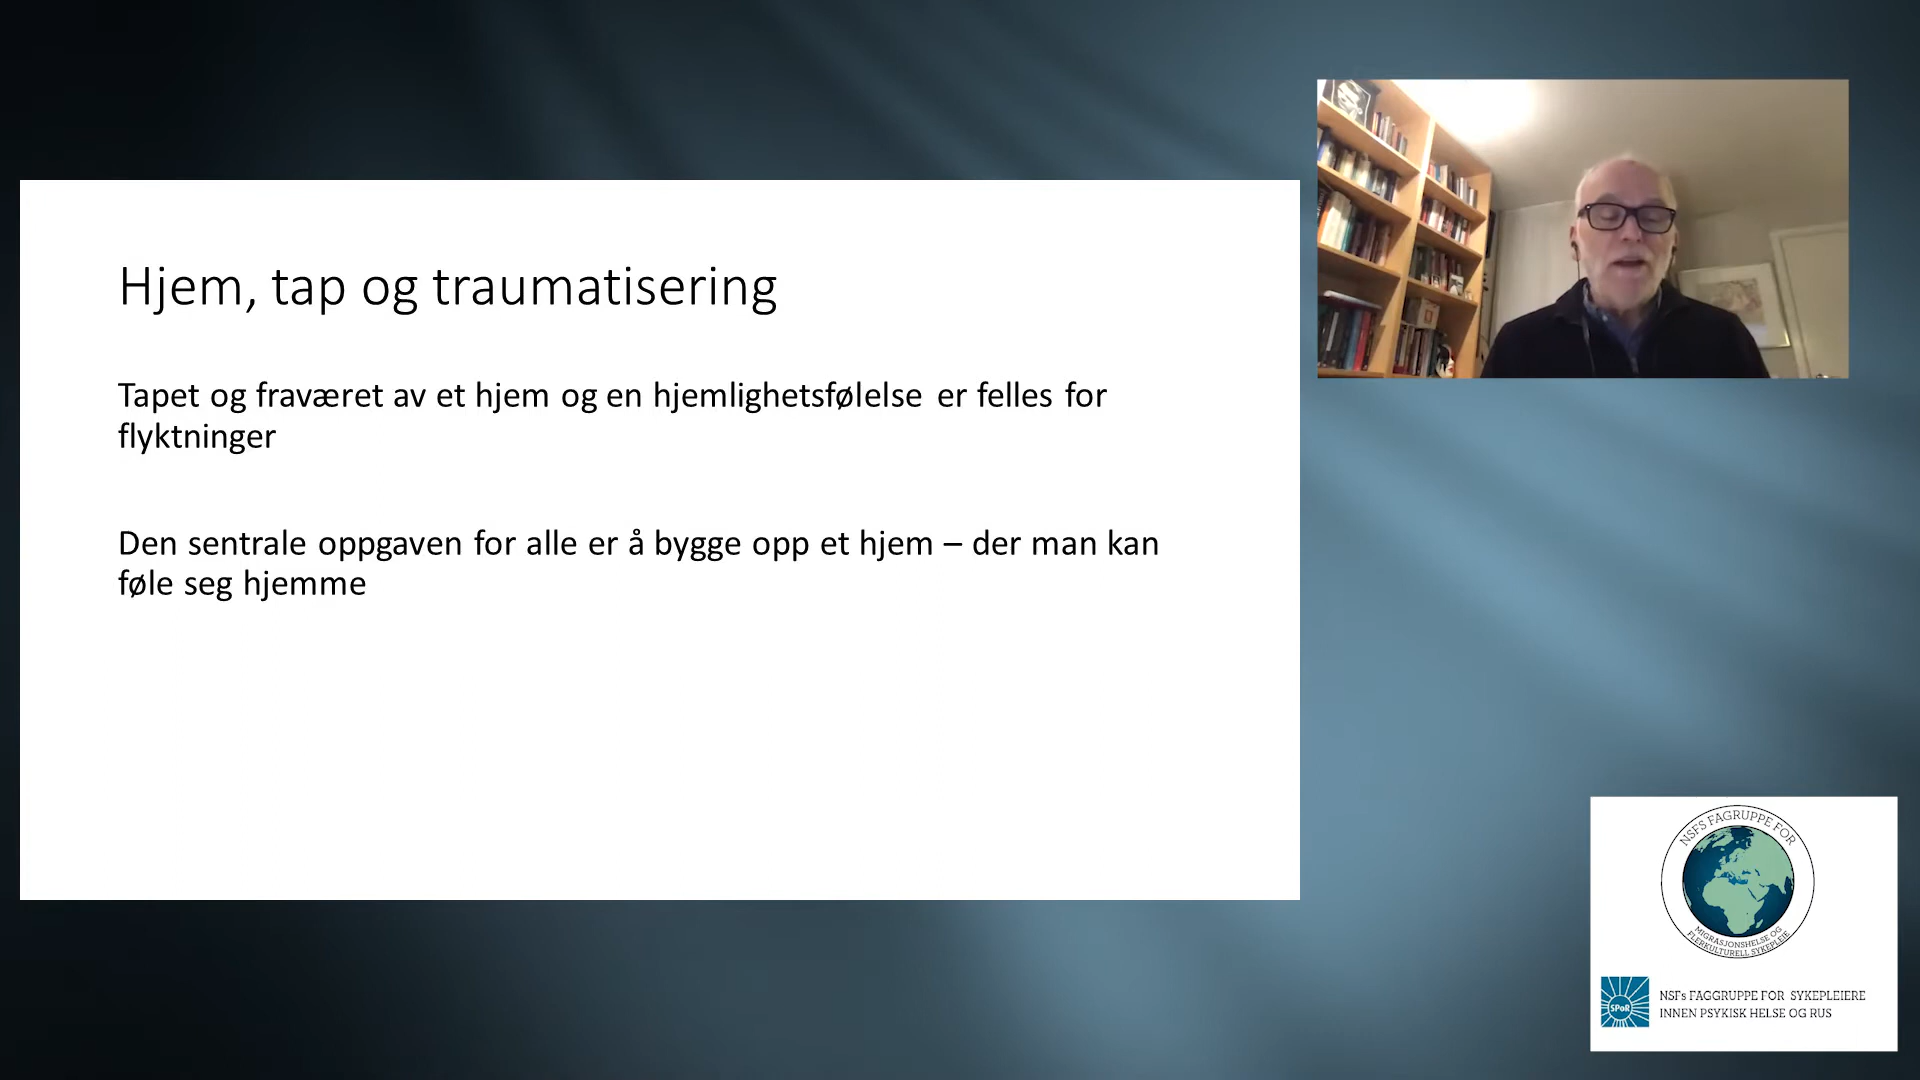 Hjem, tap og traumatisering
Tapet og fraværet av et hjem og en hjemlighetsfølelse er felles for
flyktninger
Den sentrale oppgaven for alle er å bygge opp et hjem – der man kan
føle seg hjemme
NSFS FAGRUPPE FOR
MIGRASJONSHELSE OG
FLERKULTURELL SYKEPLEIE
SPoR
NSFs FAGGRUPPE FOR SYKEPLEIERE
INNEN PSYKISK HELSE OG RUS